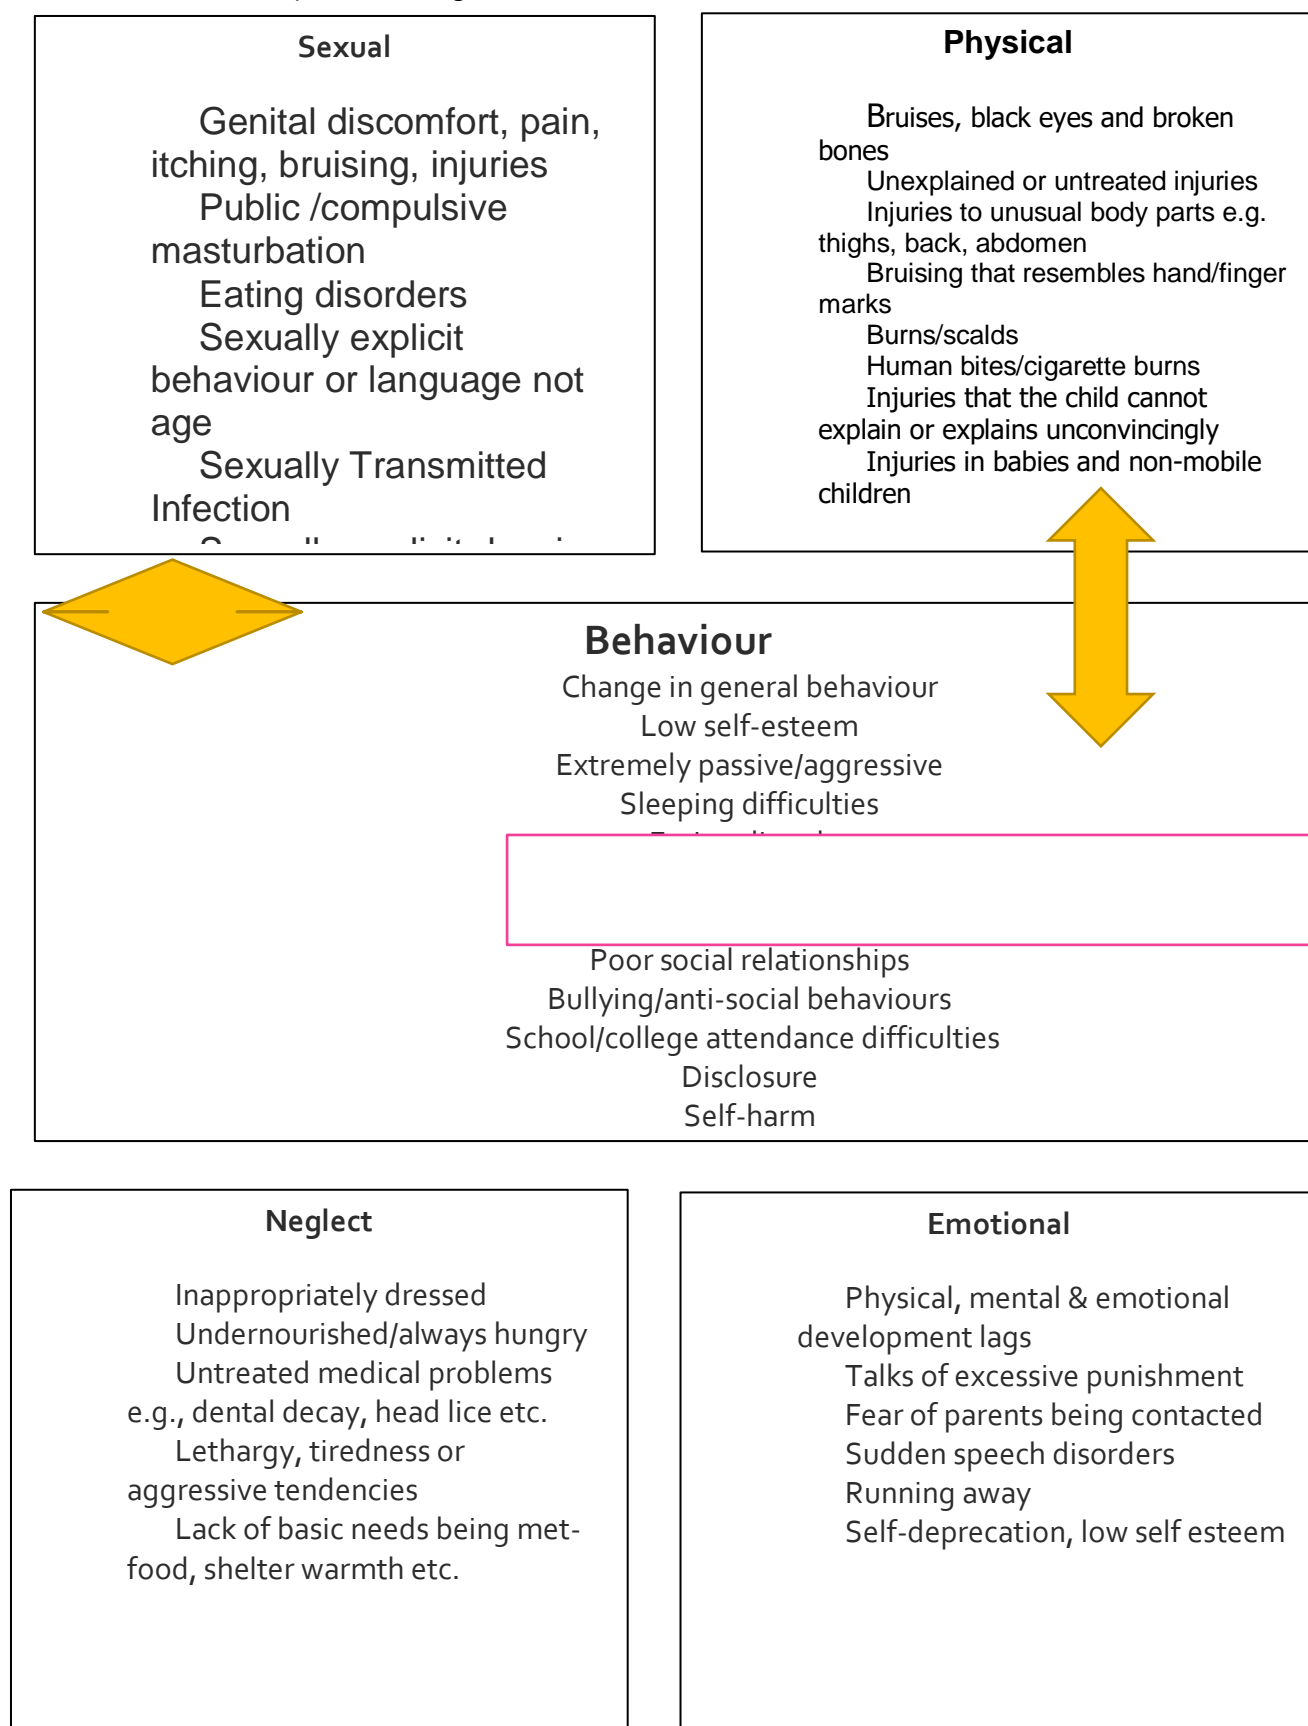 Sexual
Genital discomfort, pain,
itching, bruising, injuries
Public /compulsive
masturbation
Eating disorders
Sexually explicit
behaviour or language not
age
Sexually Transmitted
Infection
Physical
Bruises, black eyes and broken
bones
Unexplained or untreated injuries
Injuries to unusual body parts e.g.
thighs, back, abdomen
Bruising that resembles hand/finger
marks
Burns/scalds
Human bites/cigarette burns
Injuries that the child cannot
explain or explains unconvincingly
Injuries in babies and non-mobile
children
Behaviour
Change in general behaviour
Low self-esteem
Extremely passive/aggressive
Sleeping difficulties
Poor social relationships
Bullying/anti-social behaviours
School/college attendance difficulties
Disclosure
Self-harm
Neglect
Inappropriately dressed
Undernourished/always hungry
Untreated medical problems
e.g., dental decay, head lice etc.
Lethargy, tiredness or
aggressive tendencies
Lack of basic needs being met-
food, shelter warmth etc.
Emotional
Physical, mental & emotional
development lags
Talks of excessive punishment
Fear of parents being contacted
Sudden speech disorders
Running away
Self-deprecation, low self esteem